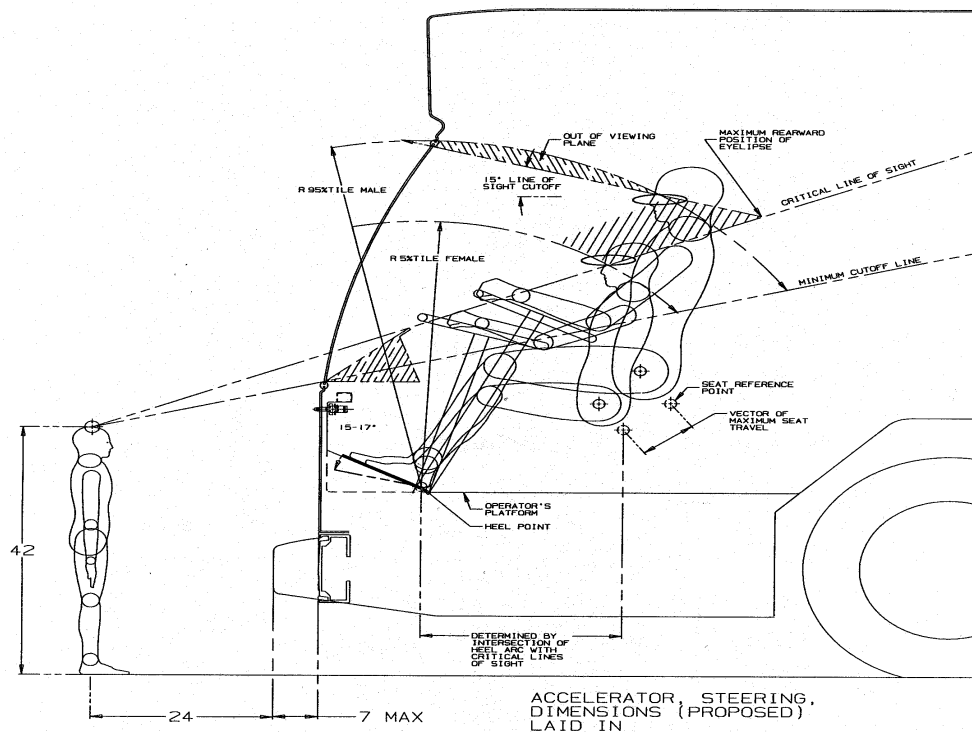 OUT OF VIEWING
PLANE
MAXIMUM REARWARD
POSITION OF
EYELIPSE
15° LINE OF
SIGHT CUTOFF
CRITICAL LINE OF SIGHT
R 95%TILE MALE
R 5%TILE FEMALE
MINIMUM CUTOFF LINE
SEAT REFERENCE
POINT
VECTOR OF
MAXIMUM SEAT
TRAVEL
15-17°
OPERATOR'S
PLATFORM
HEEL POINT
42
DETERMINED BY
INTERSECTION OF
HEEL ARC WITH
CRITICAL LINES
OF SIGHT
24
7 MAX
ACCELERATOR, STEERING,
DIMENSIONS (PROPOSED)
LAID IN